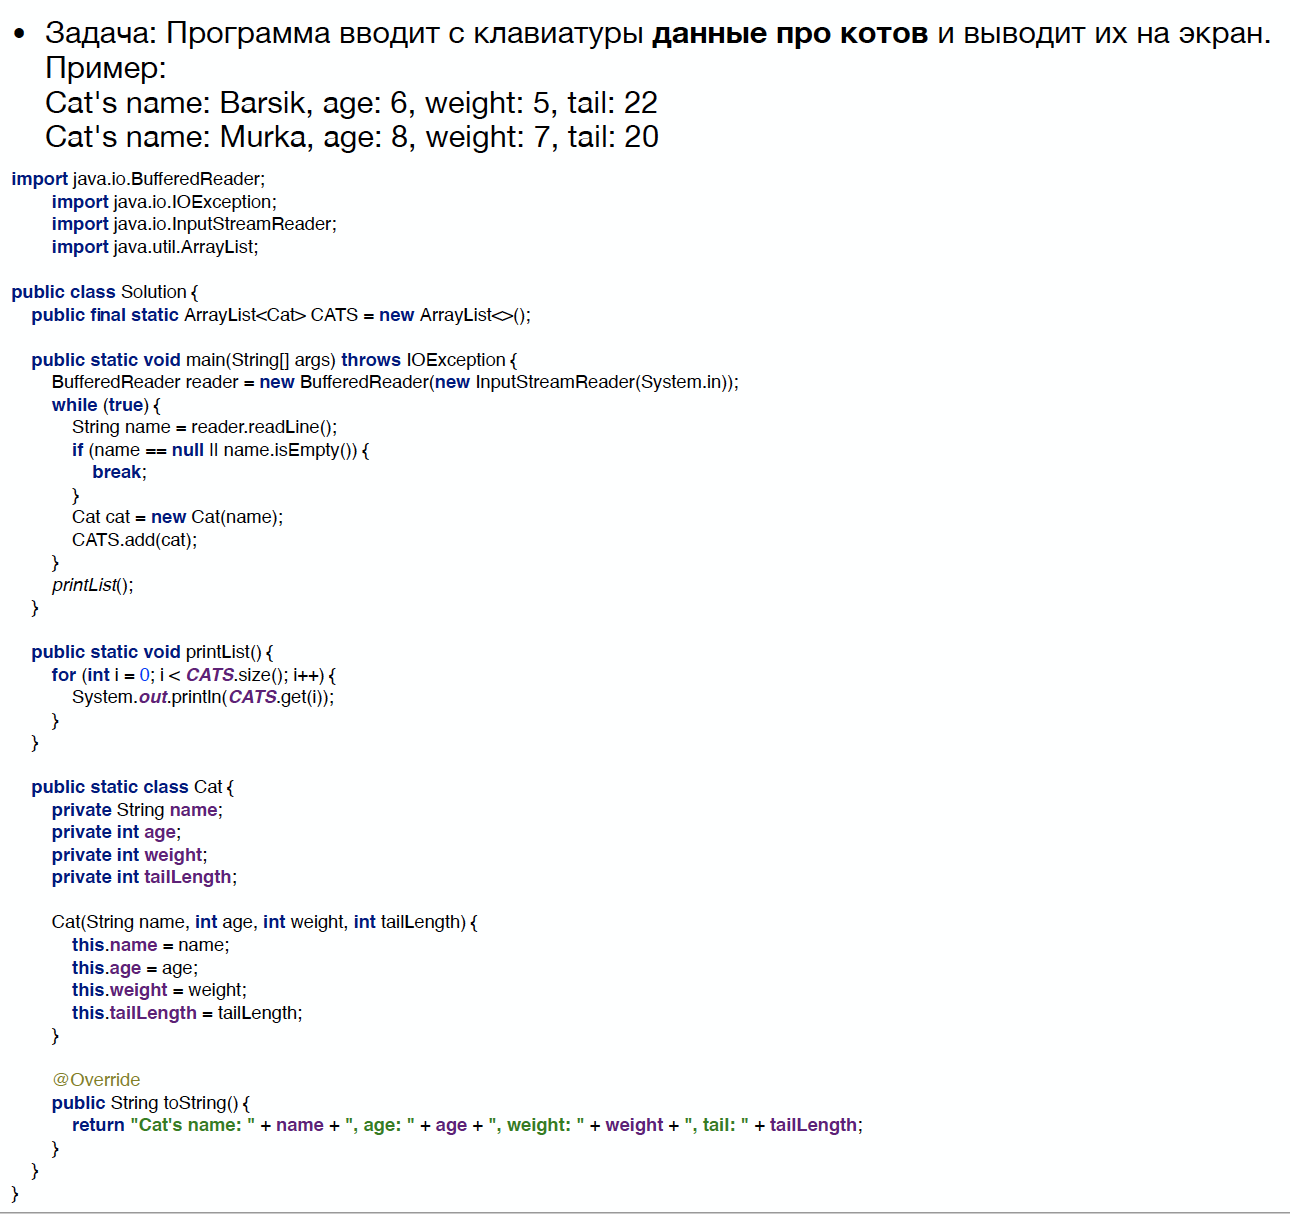 • Задача: Программа вводит с клавиатуры данные про котов и выводит их на экран.
Пример:
Cat's name: Barsik, age: 6, weight: 5, tail: 22
Cat's name: Murka, age: 8, weight: 7, tail: 20
import java.io.BufferedReader;
import java.io.IOException;
import java.io.InputStreamReader;
import java.util.ArrayList;
public class Solution {
public final static ArrayList<Cat> CATS = new ArrayList<>();
public static void main(String[] args) throws IOException {
BufferedReader reader = new BufferedReader(new InputStreamReader(System.in));
while (true) {
String name = reader.readLine();
if (name == null || name.isEmpty()) {
break;
}
Cat cat = new Cat(name);
CATS.add(cat);
}
printList();
}
public static void printList() {
for (int i = 0; i < CATS.size(); i++) {
System.out.println(CATS.get(i));
}
}
public static class Cat {
private String name;
private int age;
private int weight;
private int tailLength;
Cat(String name, int age, int weight, int tailLength) {
this.name = name;
this.age = age;
this.weight = weight;
this.tailLength = tailLength;
}
@Override
public String toString() {
return "Cat's name: " + name + ", age: " + age + ", weight: " + weight + ", tail: " + tailLength;
}
}
}